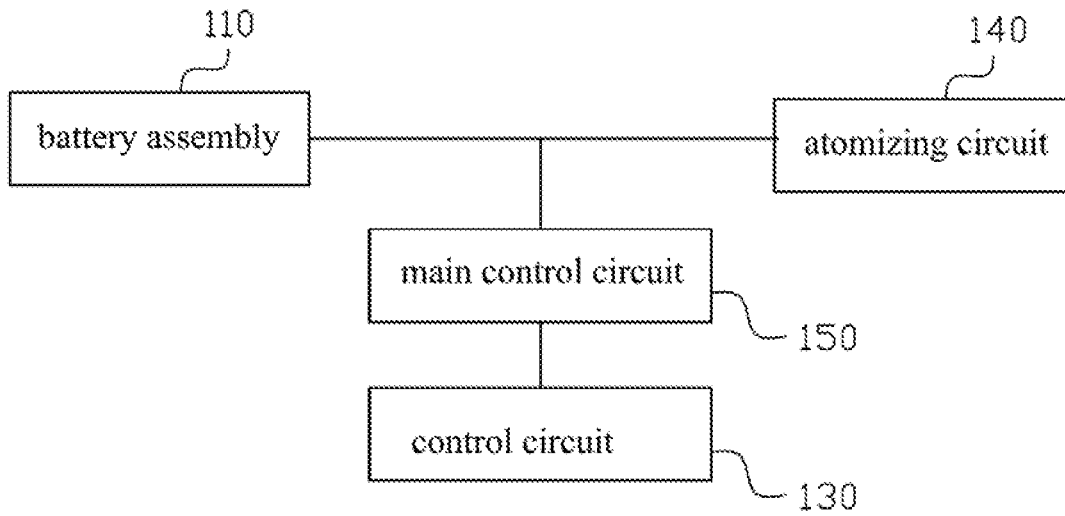 110
140
battery assembly
atomizing circuit
main control circuit
150
control circuit
130